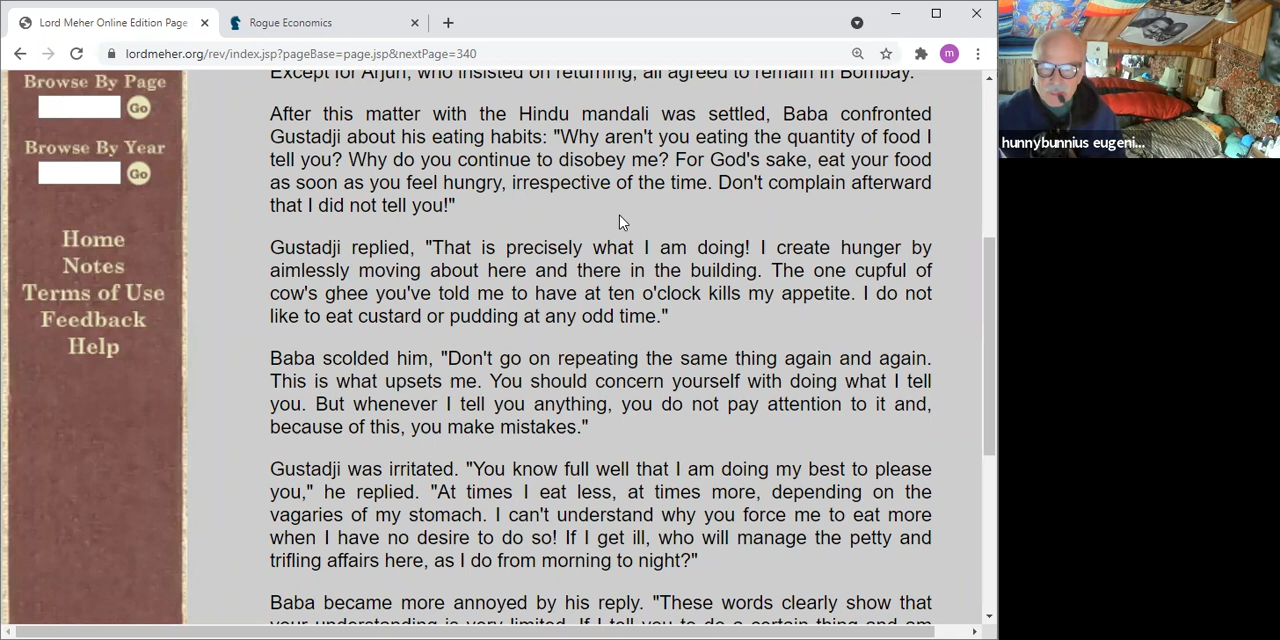 Lord Meher Online Edition Page
Rogue Economics
lordmeher.org/rev/index.jsp?pageBase=page.jsp&nextPage=340
m
Browse By Page
Go
Browse By Year
Go
Home
Notes
Terms of Use
Feedback
Help
Except for Arjun, who insisted on returning, all agreed to remain in Bombay.
After this matter with the Hindu mandali was settled, Baba confronted
Gustadji about his eating habits: "Why aren't you eating the quantity of food I
tell you? Why do you continue to disobey me? For God's sake, eat your food
as soon as you feel hungry, irrespective of the time. Don't complain afterward
that I did not tell you!"
Gustadji replied, "That is precisely what I am doing! I create hunger by
aimlessly moving about here and there in the building. The one cupful of
cow's ghee you've told me to have at ten o'clock kills my appetite. I do not
like to eat custard or pudding at any odd time."
Baba scolded him, "Don't go on repeating the same thing again and again.
This is what upsets me. You should concern yourself with doing what I tell
you. But whenever I tell you anything, you do not pay attention to it and,
because of this, you make mistakes."
Gustadji was irritated. "You know full well that I am doing my best to please
you," he replied. "At times I eat less, at times more, depending on the
vagaries of my stomach. I can't understand why you force me to eat more
when I have no desire to do so! If I get ill, who will manage the petty and
trifling affairs here, as I do from morning to night?"
Baba became more annoyed by his reply. "These words clearly show that
your understanding is very limited. If I tell you to do a certain thing and am
hunnybunnius eugeni...